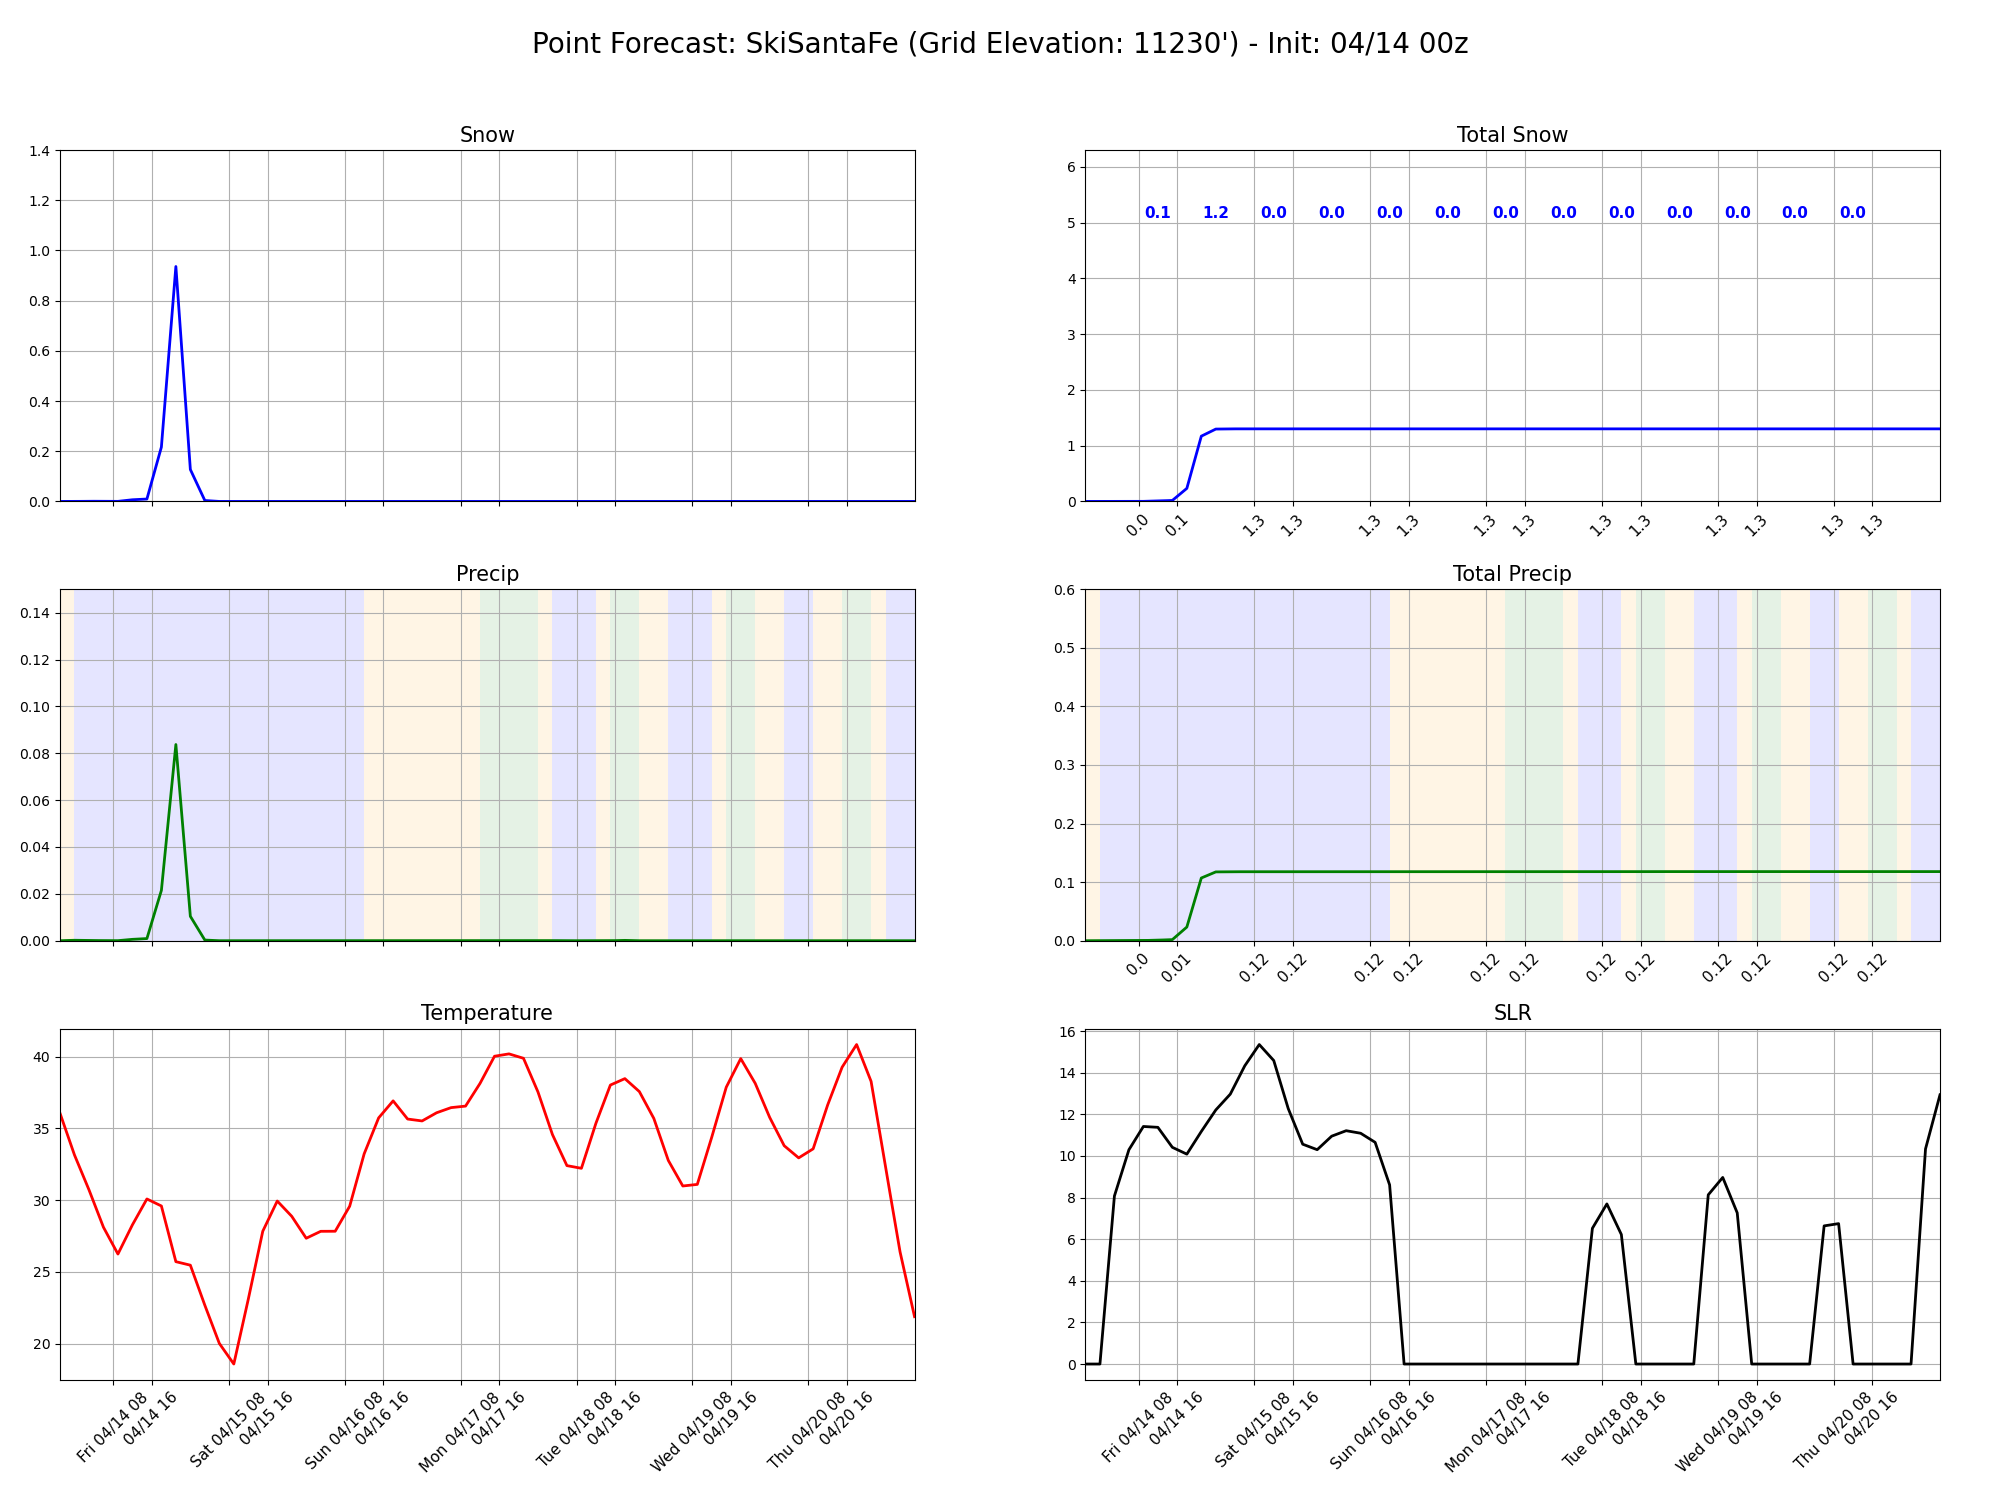 Point Forecast: SkiSantaFe (Grid Elevation: 11230') - Init: 04/14 00z
Snow
1.4
1.2
1.0
0.8
0.6
0.4
0.2
0.0
Total Snow
6
5
4
3
2
1
0
0.1 1.2 0.0 0.0 0.0 0.0 0.0 0.0 0.0 0.0 0.0 0.0 0.0
0.0 0.1 1.3 1.3 1.3 1.3 1.3 1.3 1.3 1.3 1.3 1.3 1.3 1.3
Precip
0.14
0.12
0.10
0.08
0.06
0.04
0.02
0.00
Total Precip
0.6
0.5
0.4
0.3
0.2
0.1
0.0
0.0 0.01 0.12 0.12 0.12 0.12 0.12 0.12 0.12 0.12 0.12 0.12 0.12 0.12
Temperature
40
35
30
25
20
Fri 04/14 08
04/14 16
Sat 04/15 08
04/15 16
Sun 04/16 08
04/16 16
Mon 04/17 08
04/17 16
Tue 04/18 08
04/18 16
Wed 04/19 08
04/19 16
Thu 04/20 08
04/20 16
SLR
16
14
12
10
8
6
4
2
0
Fri 04/14 08
04/14 16
Sat 04/15 08
04/15 16
Sun 04/16 08
04/16 16
Mon 04/17 08
04/17 16
Tue 04/18 08
04/18 16
Wed 04/19 08
04/19 16
Thu 04/20 08
04/20 16